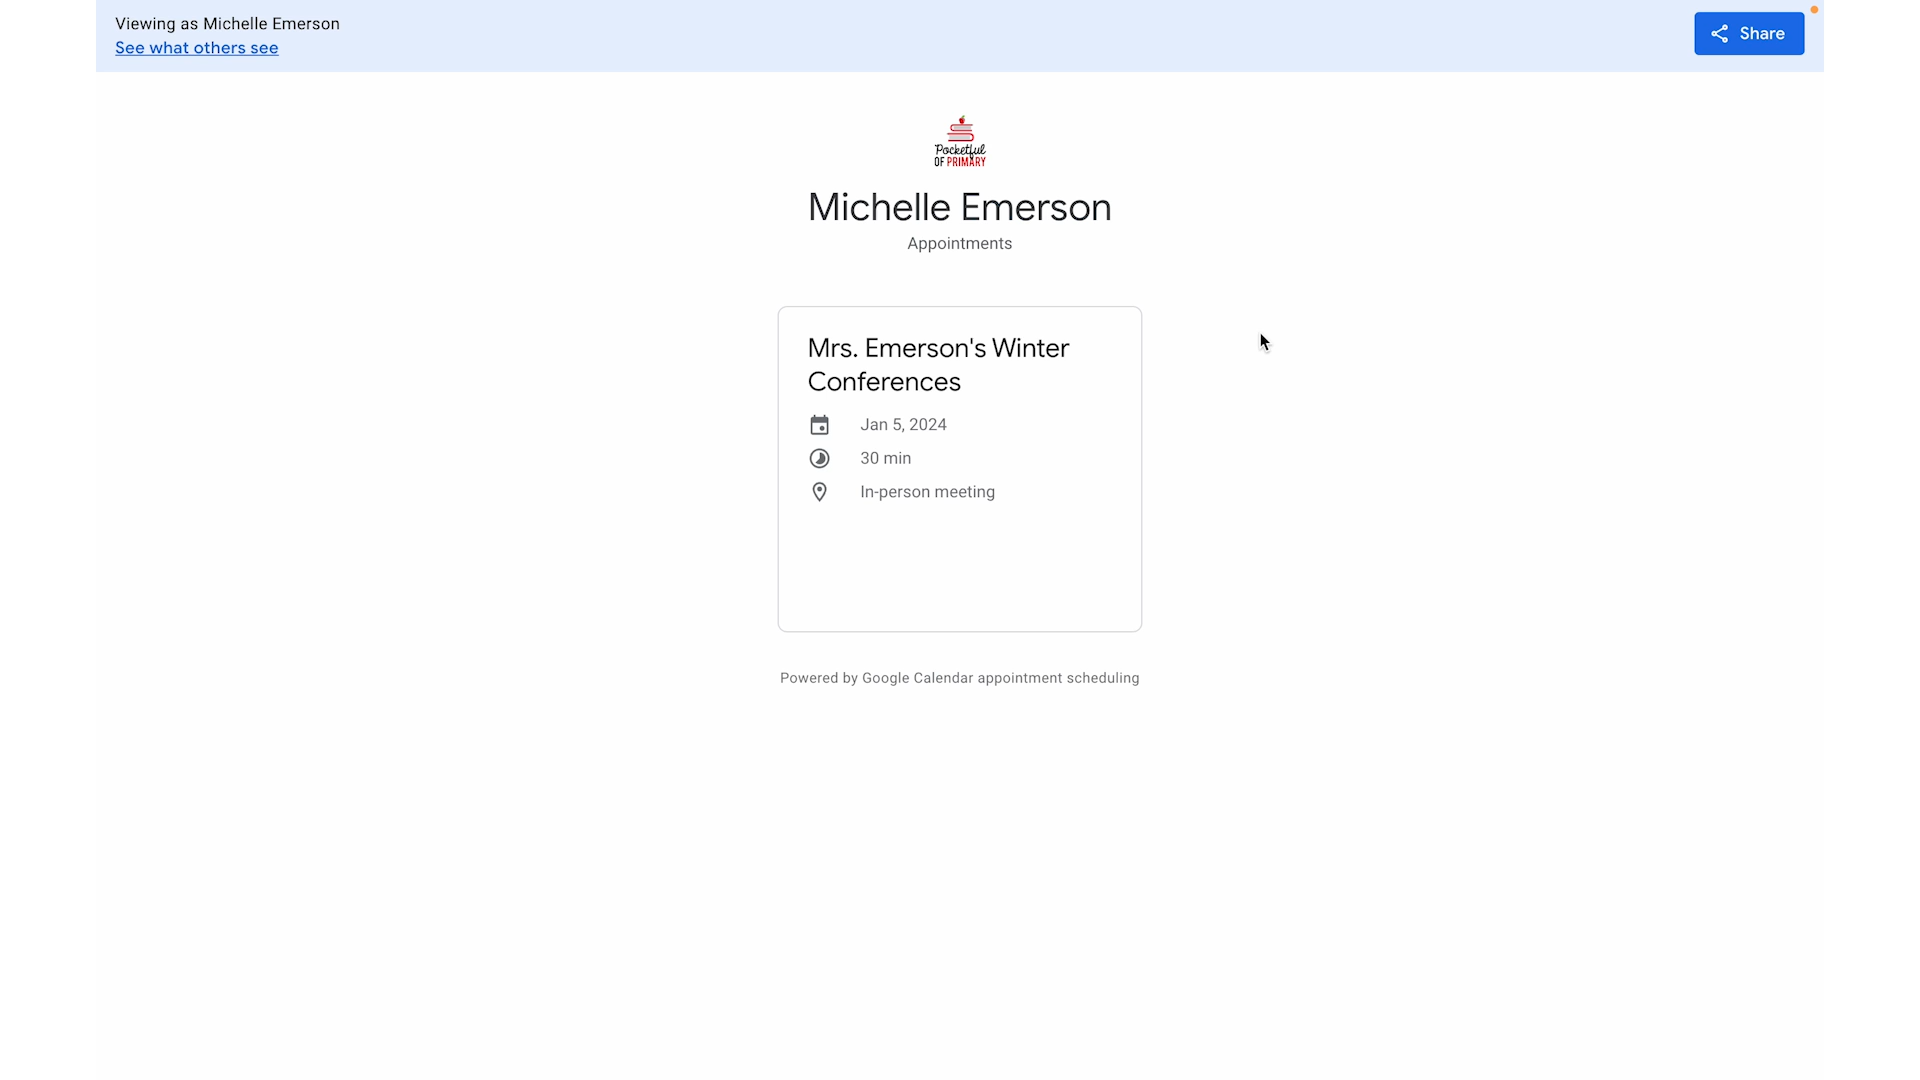 Viewing as Michelle Emerson
See what others see
Share
Pocketful
OF PRIMARY
Michelle Emerson
Appointments
Mrs. Emerson's Winter
Conferences
Jan 5, 2024
30 min
In-person meeting
Powered by Google Calendar appointment scheduling